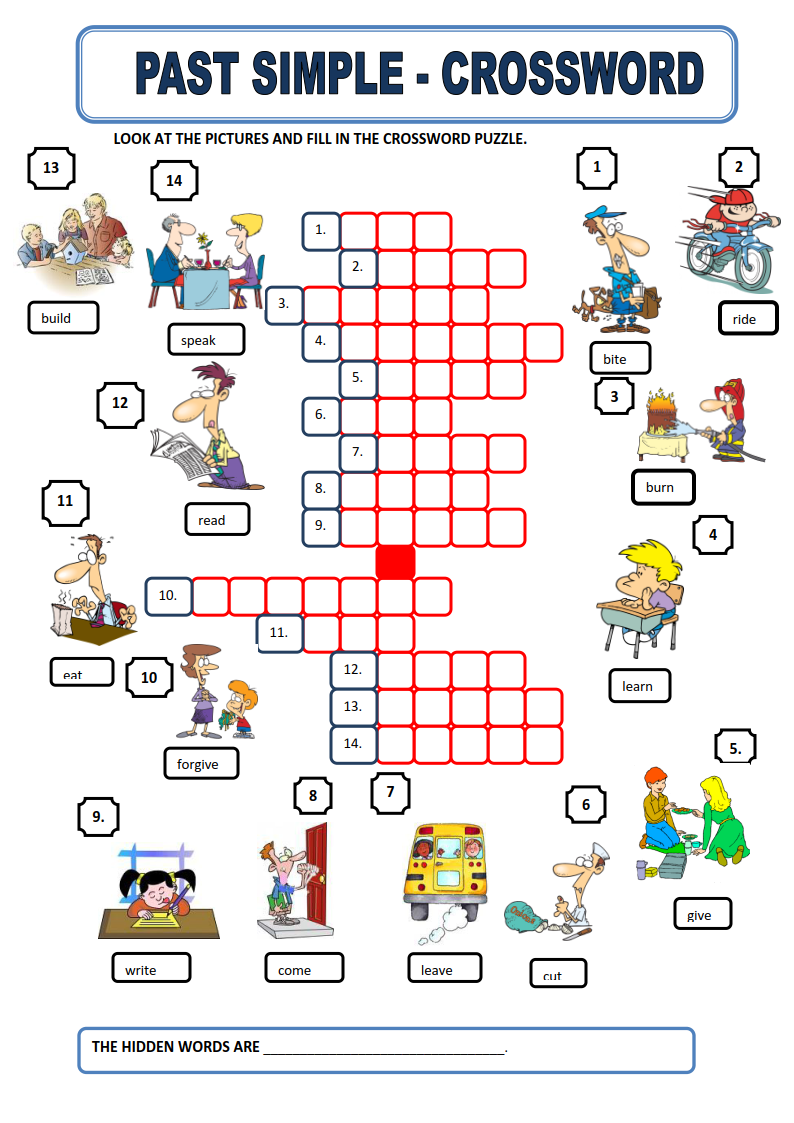 PAST SIMPLE - CROSSWORD
LOOK AT THE PICTURES AND FILL IN THE CROSSWORD PUZZLE.
13
14
1
2
1.
2.
3.
4.
5.
6.
7.
8.
9.
10.
11.
12.
13.
14.
build
speak
bite
ride
12
3
read
burn
11
4
eat
10
learn
forgive
5.
9.
8
7
6
give
write
come
leave
cut
THE HIDDEN WORDS ARE ________________________________.